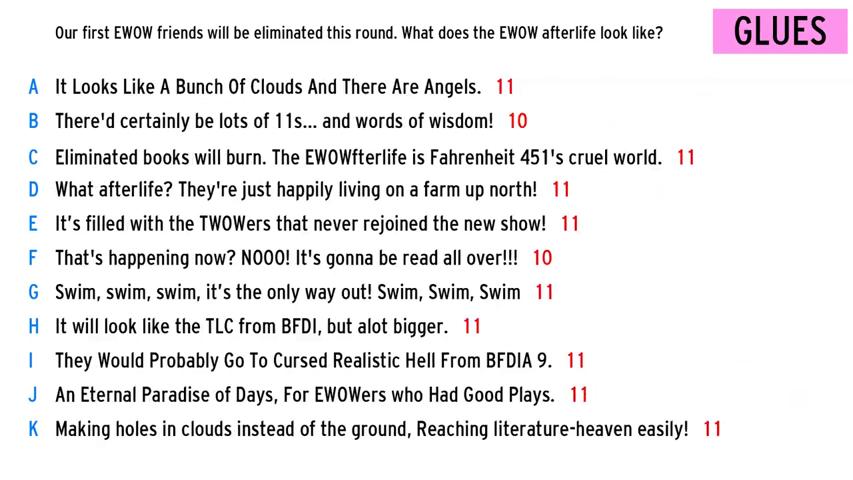 Our first EWOW friends will be eliminated this round. What does the EWOW afterlife look like?
GLUES
A It Looks Like A Bunch Of Clouds And There Are Angels. 11
B There'd certainly be lots of 11s... and words of wisdom! 10
C Eliminated books will burn. The EWOWfterlife is Fahrenheit 451's cruel world. 11
D What afterlife? They're just happily living on a farm up north! 11
E It’s filled with the TWOWers that never rejoined the new show! 11
F That's happening now? NOOO! It's gonna be read all over!!! 10
G Swim, swim, swim, it’s the only way out! Swim, Swim, Swim 11
H It will look like the TLC from BFDI, but alot bigger. 11
I They Would Probably Go To Cursed Realistic Hell From BFDIA 9. 11
J An Eternal Paradise of Days, For EWOWers who Had Good Plays. 11
K Making holes in clouds instead of the ground, Reaching literature-heaven easily! 11